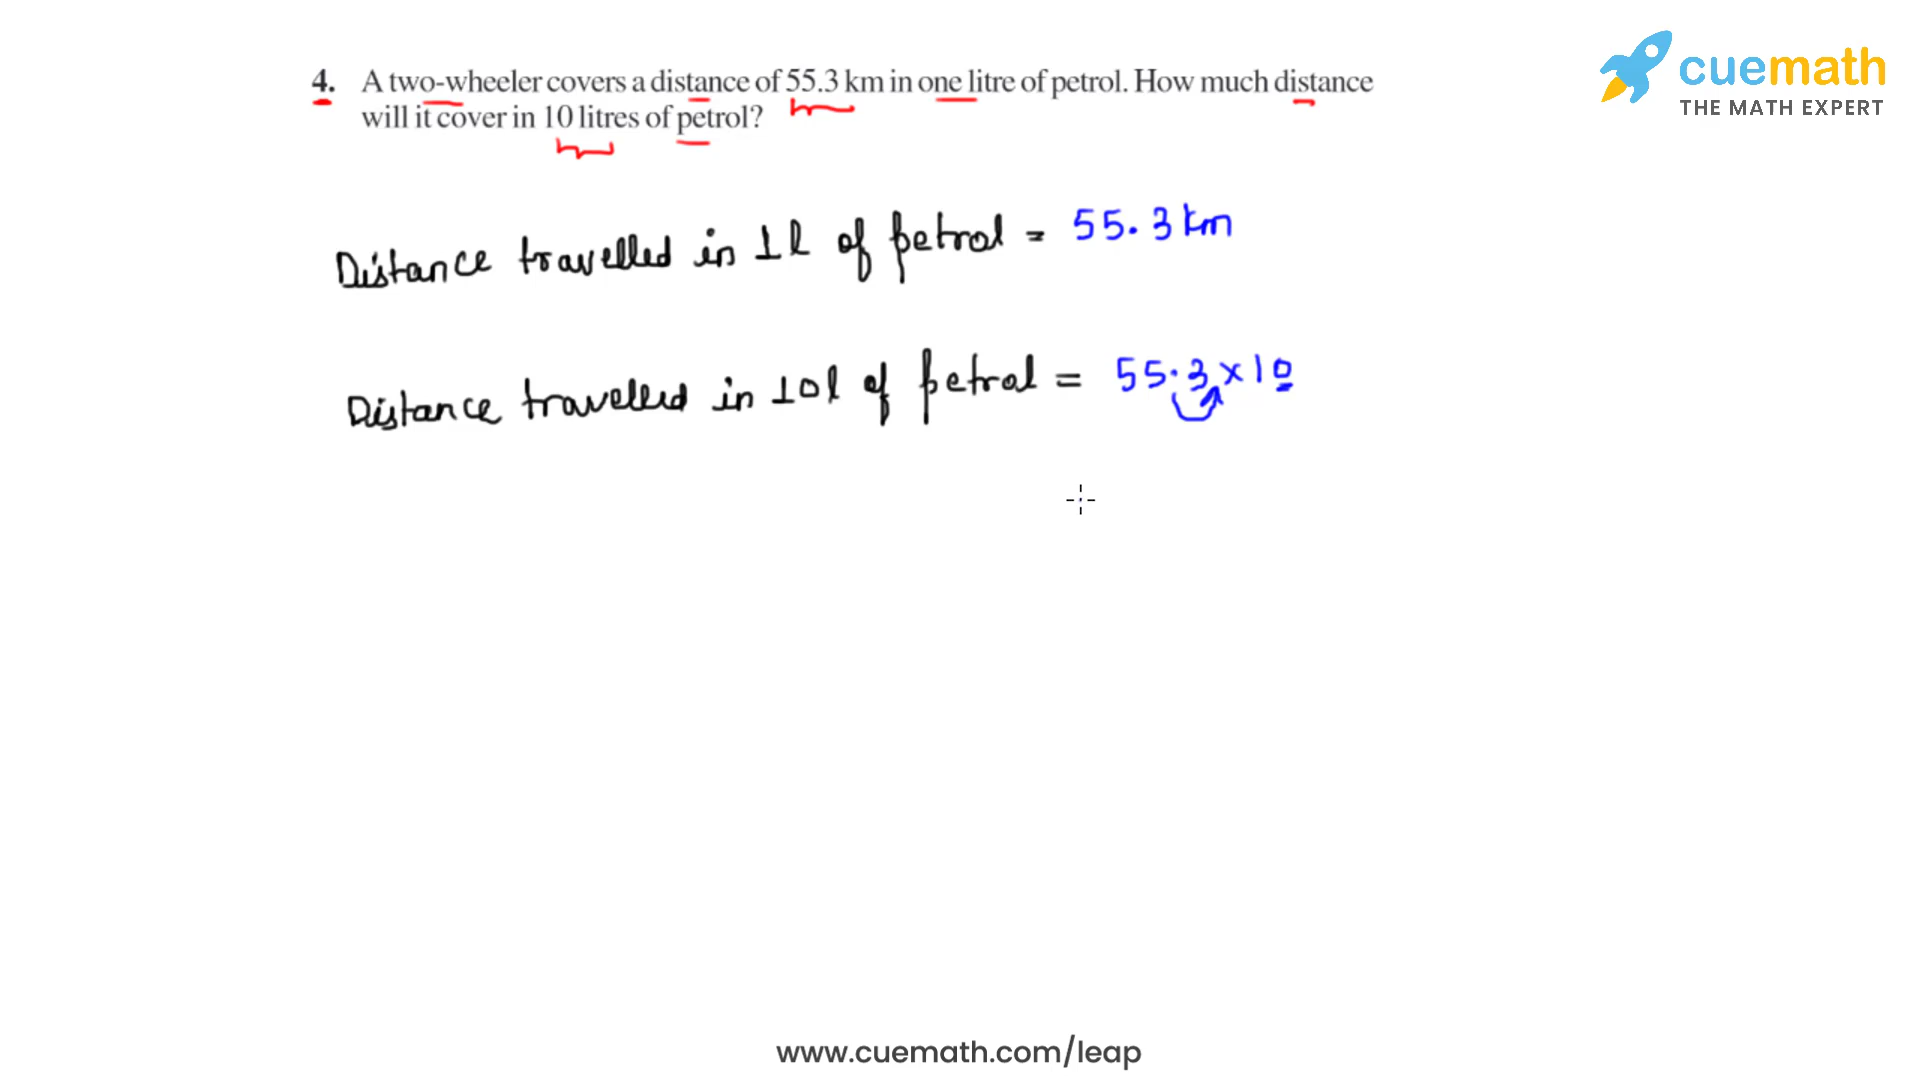 cuemath
THE MATH EXPERT
4. A two-wheeler covers a distance of 55.3 km in one litre of petrol. How much distance
will it cover in 10 litres of petrol?
Distance travelled in 1l of petrol = 55.3 km
Distance travelled in 10l of petrol = 55.3 × 10
www.cuemath.com/leap